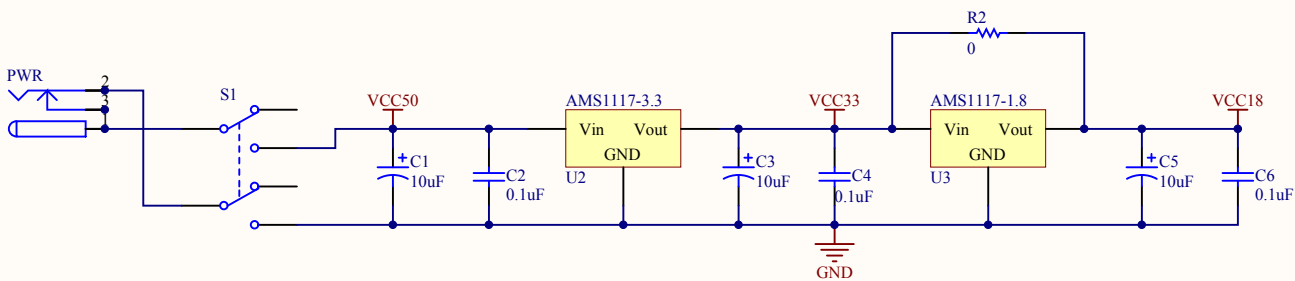 R2
0
PWR
2
3
1
S1
VCC50
AMS1117-3.3
VCC33
AMS1117-1.8
VCC18
Vin Vout
GND
U2
Vin Vout
GND
U3
C1
10uF
C2
0.1uF
C3
10uF
C4
0.1uF
C5
10uF
C6
0.1uF
GND